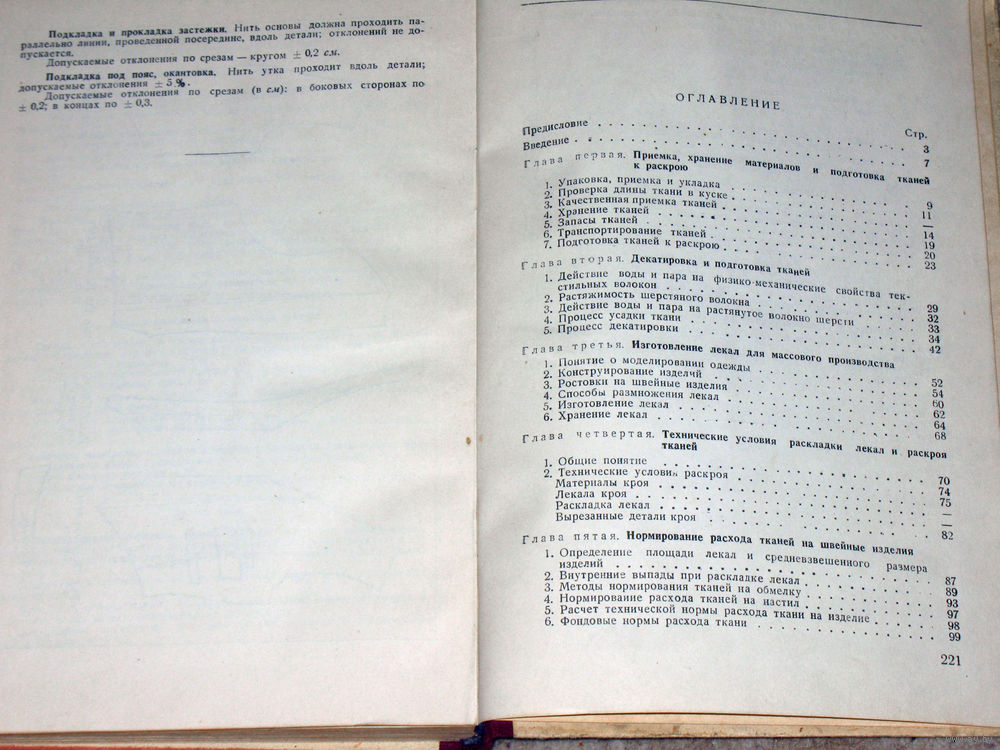 Подкладка и прокладка застежки. Нить основы должна проходить па-
раллельно линии, проведенной посередине, вдоль детали; отклонений не до-
пускается.
Допускаемые отклонения по срезам — кругом ± 0,2 см.
Подкладка под пояс, окантовка. Нить утка проходит вдоль детали;
допускаемые отклонения ± 5 %.
Допускаемые отклонения по срезам (в см): в боковых сторонах по
± 0,2; в концах по ± 0,3.
ОГЛАВЛЕНИЕ
Стр.
Предисловие . . . . . . . . . . 3
Введение . . . . . . . . . . 7
Глава первая. Приемка, хранение материалов и подготовка тканей
к раскрою
1. Упаковка, приемка и укладка . . . . . . . . . . 9
2. Проверка длины ткани в куске . . . . . . . . . . 11
3. Качественная приемка тканей . . . . . . . . . . —
4. Хранение тканей . . . . . . . . . . 14
5. Запасы тканей . . . . . . . . . . 19
6. Транспортирование тканей . . . . . . . . . . 20
7. Подготовка тканей к раскрою . . . . . . . . . . 23
Глава вторая. Декатировка и подготовка тканей
1. Действие воды и пара на физико-механические свойства тек-
стильных волокон . . . . . . . . . . 29
2. Растяжимость шерстяного волокна . . . . . . . . . . 32
3. Действие воды и пара на растянутое волокно шерсти . . . . . 33
4. Процесс усадки ткани . . . . . . . . . . 34
5. Процесс декатировки . . . . . . . . . . 42
Глава третья. Изготовление лекал для массового производства
1. Понятие о моделировании одежды . . . . . . . . . . 52
2. Конструирование изделий . . . . . . . . . . 54
3. Ростовки на швейные изделия . . . . . . . . . . 60
4. Способы размножения лекал . . . . . . . . . . 62
5. Изготовление лекал . . . . . . . . . . 64
6. Хранение лекал . . . . . . . . . . 68
Глава четвертая. Технические условия раскладки лекал и раскроя
тканей
1. Общие понятие . . . . . . . . . . 70
2. Технические условия раскроя . . . . . . . . . . 74
Материалы кроя . . . . . . . . . . 75
Лекала кроя . . . . . . . . . . —
Раскладка лекал . . . . . . . . . . —
Вырезанные детали кроя . . . . . . . . . . 82
Глава пятая. Нормирование расхода тканей на швейные изделия
1. Определение площади лекал и средневзвешенного размера
изделий . . . . . . . . . . 87
2. Внутренние выпады при раскладке лекал . . . . . . . . . . 89
3. Методы нормирования тканей на обмелку . . . . . . . . . . 93
4. Нормирование расхода тканей на настил . . . . . . . . . . 97
5. Расчет технической нормы расхода ткани на изделие . . . . . 98
6. Фондовые нормы расхода ткани . . . . . . . . . . 99
221